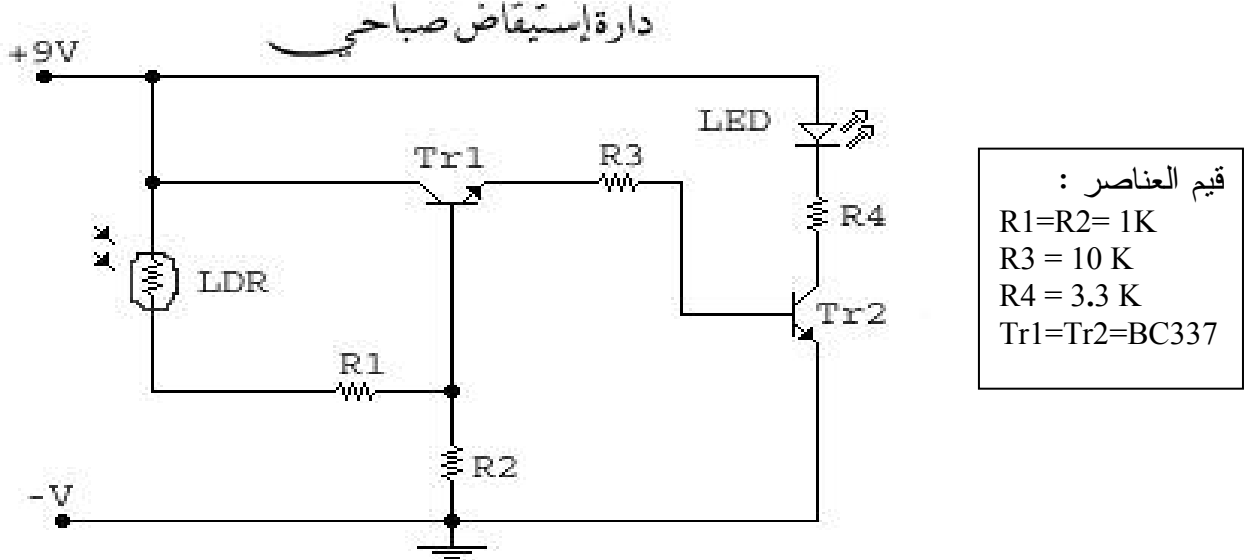 دارة إستيقاض صباحي
+9V
LED
Tr1
R3
R4
LDR
Tr2
R1
R2
-V
قيم العناصر :
R1=R2= 1K
R3 = 10 K
R4 = 3.3 K
Tr1=Tr2=BC337